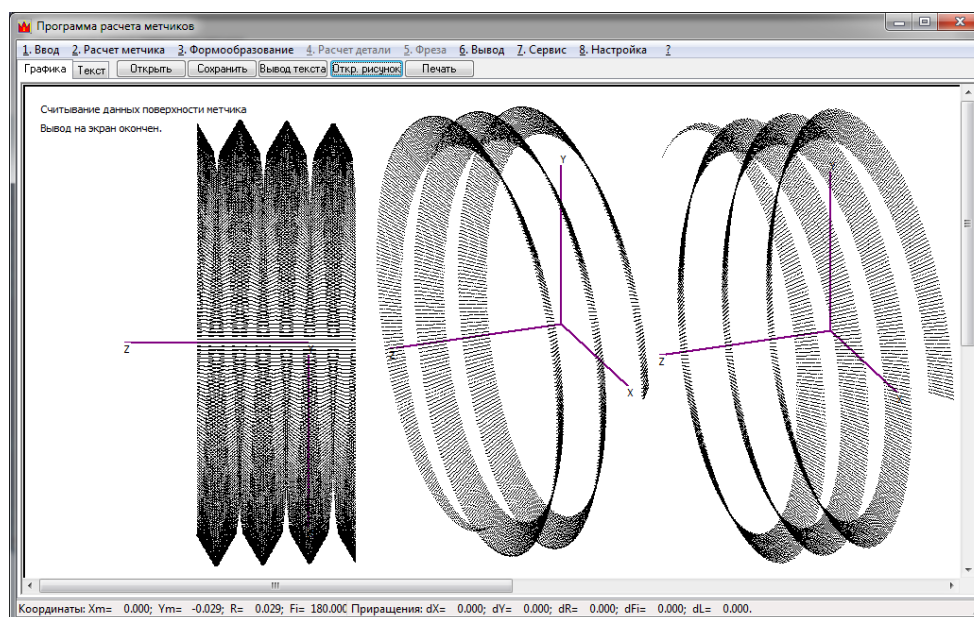 Программа расчета метчиков
1. Ввод 2. Расчет метчика 3. Формообразование 4. Расчет детали 5. Фреза 6. Вывод 7. Сервис 8. Настройка ?
Графика Текст Открыть Сохранить Вывод текста Откр. рисунок Печать
Считывание данных поверхности метчика
Вывод на экран окончен.
Y Y
Z Y Z Z
X X
Координаты: Xm= 0.000; Ym= -0.029; R= 0.029; Fi= 180.000 Приращения: dX= 0.000; dY= 0.000; dR= 0.000; dFi= 0.000; dL= 0.000.